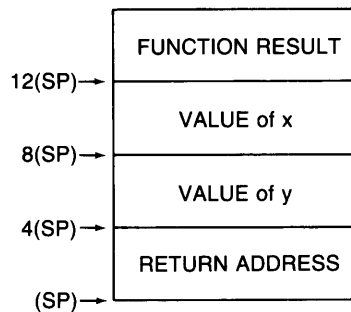 FUNCTION RESULT
12(SP)
VALUE of x
8(SP)
VALUE of y
4(SP)
RETURN ADDRESS
(SP)